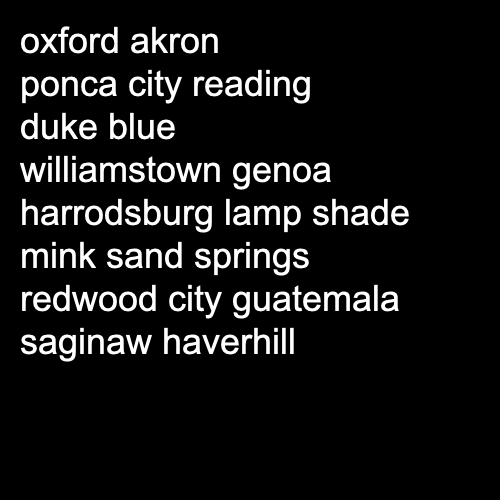 oxford akron
ponca city reading
duke blue
williamstown genoa
harrodsburg lamp shade
mink sand springs
redwood city guatemala
saginaw haverhill